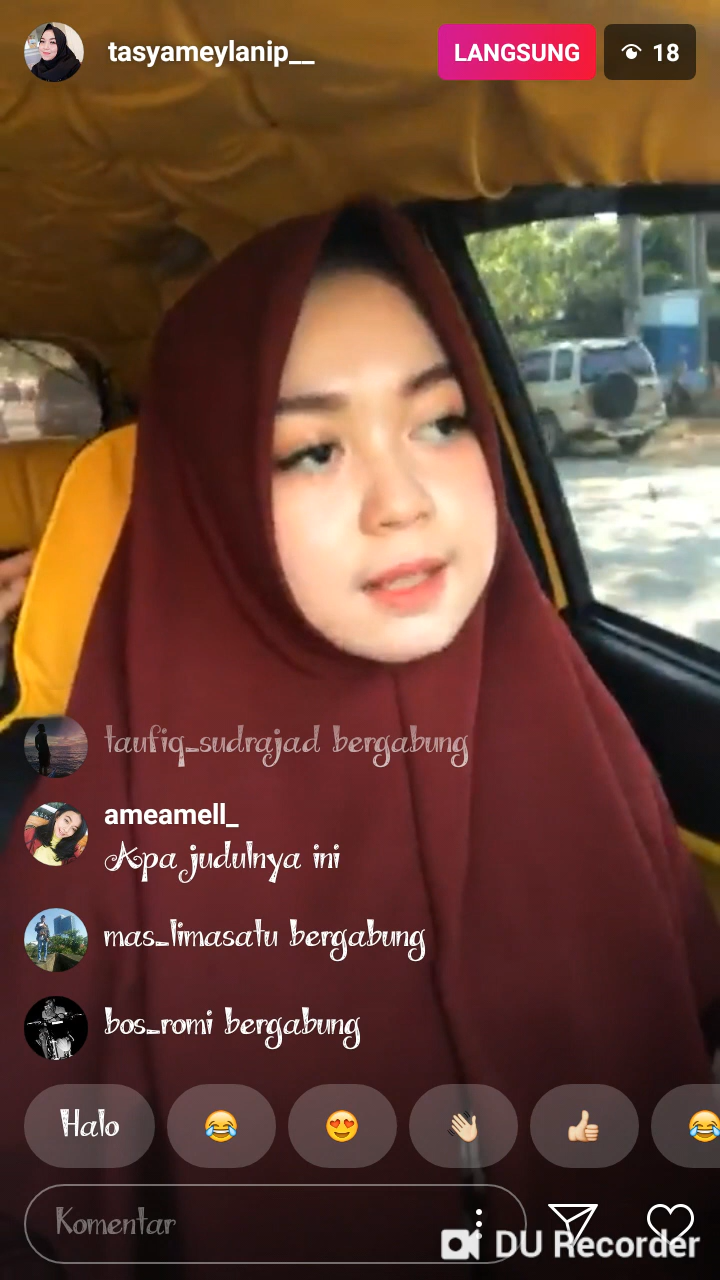 tasyameylanip__
LANGSUNG
18
taufiq_sudrajad bergabung
ameamell_
Apa judulnya ini
mas_limasatu bergabung
bos_romi bergabung
Halo
Komentar
DU Recorder